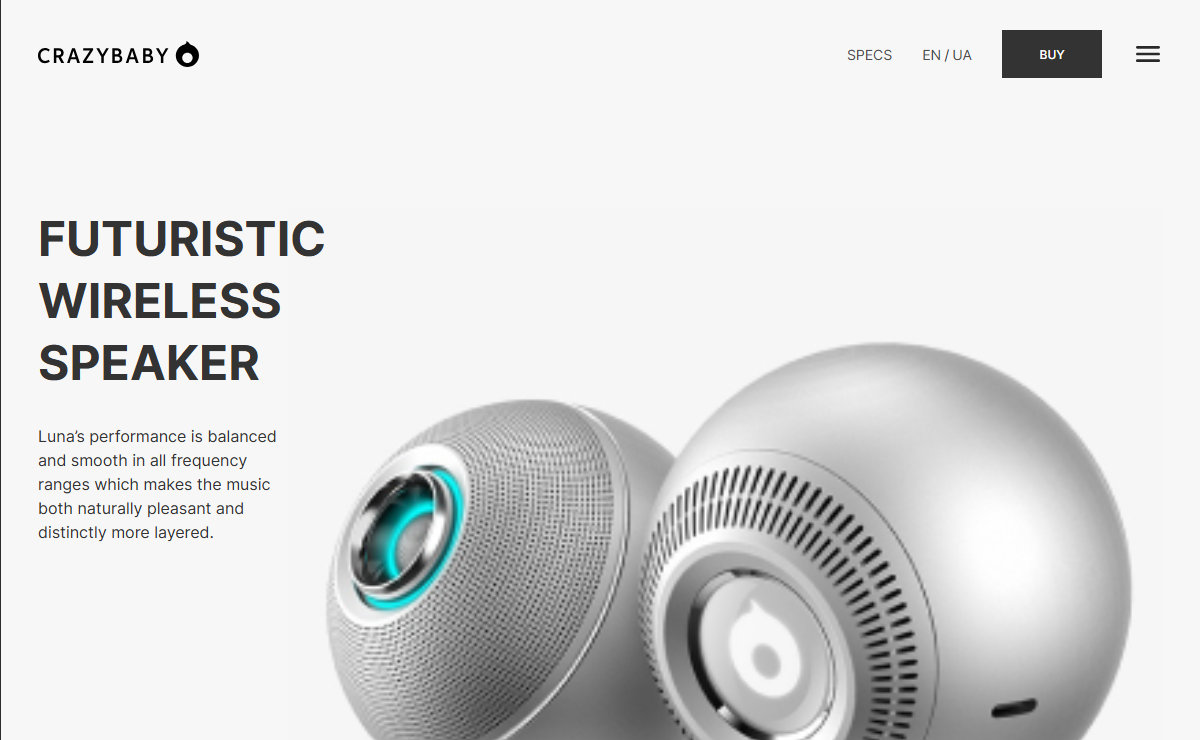 CRAZYBABY
SPECS
EN / UA
BUY
FUTURISTIC
WIRELESS
SPEAKER
Luna’s performance is balanced
and smooth in all frequency
ranges which makes the music
both naturally pleasant and
distinctly more layered.